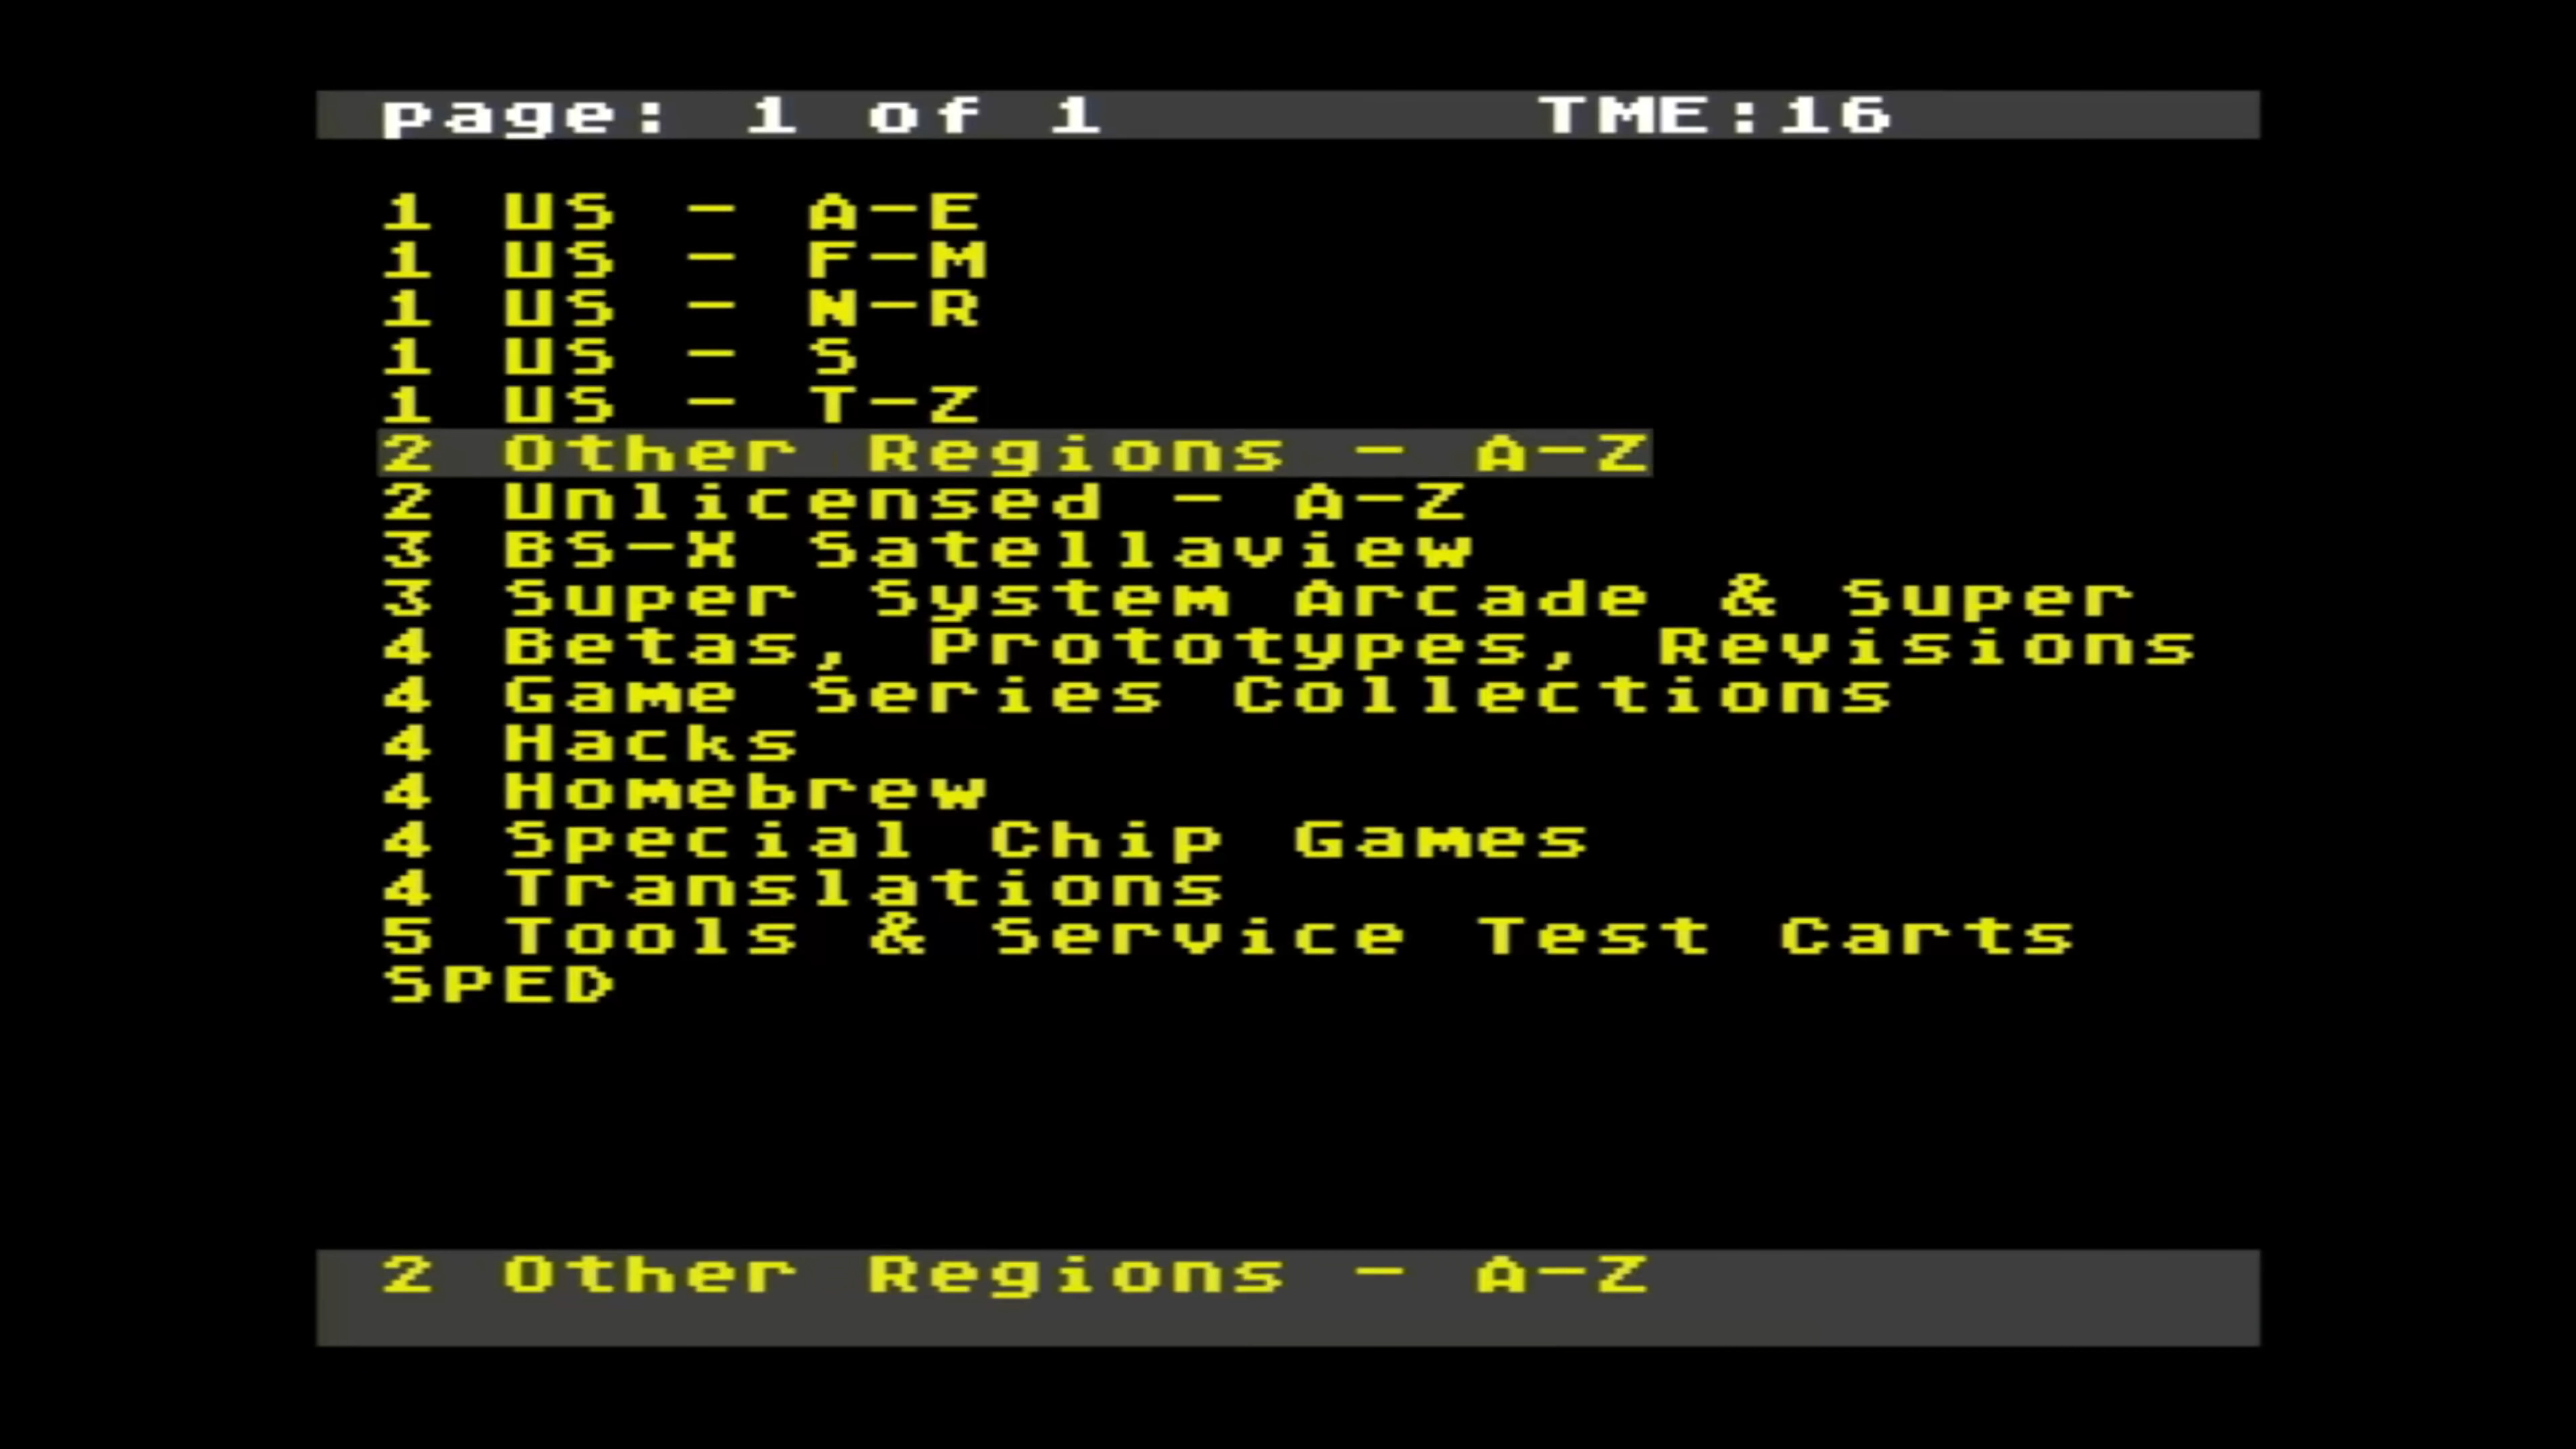 page: 1 of 1 TME:16
1 US - A-E
1 US - F-M
1 US - N-R
1 US - S
1 US - T-Z
2 Other Regions - A-Z
2 Unlicensed - A-Z
3 BS-X Satellaview
3 Super System Arcade & Super
4 Betas, Prototypes, Revisions
4 Game Series Collections
4 Hacks
4 Homebrew
4 Special Chip Games
4 Translations
5 Tools & Service Test Carts
SPED
2 Other Regions - A-Z